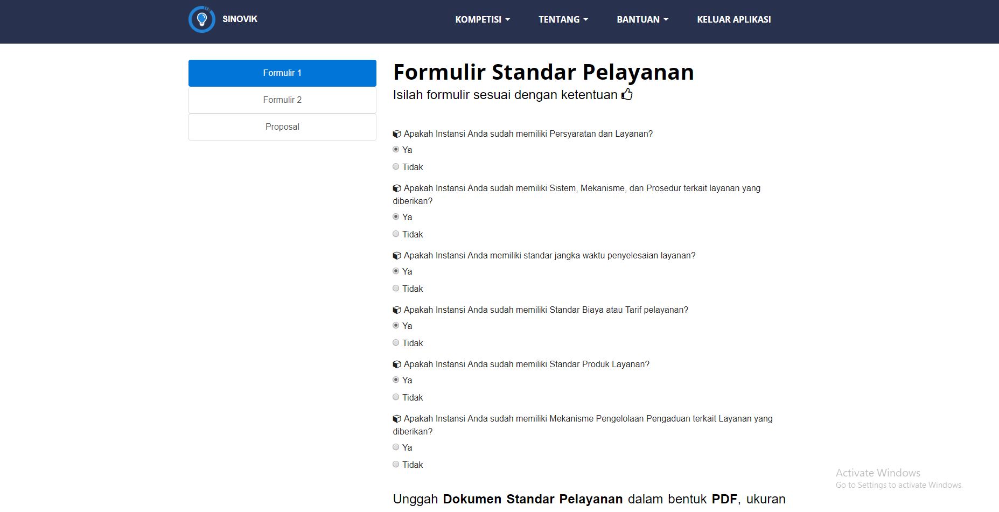 SINOVIK
KOMPETISI
TENTANG
BANTUAN
KELUAR APLIKASI
Formulir 1
Formulir 2
Proposal
Formulir Standar Pelayanan
Isilah formulir sesuai dengan ketentuan
Apakah Instansi Anda sudah memiliki Persyaratan dan Layanan?
Ya
Tidak
Apakah Instansi Anda sudah memiliki Sistem, Mekanisme, dan Prosedur terkait layanan yang
diberikan?
Ya
Tidak
Apakah Instansi Anda memiliki standar jangka waktu penyelesaian layanan?
Ya
Tidak
Apakah Instansi Anda sudah memiliki Standar Biaya atau Tarif pelayanan?
Ya
Tidak
Apakah Instansi Anda sudah memiliki Standar Produk Layanan?
Ya
Tidak
Apakah Instansi Anda sudah memiliki Mekanisme Pengelolaan Pengaduan terkait Layanan yang
diberikan?
Ya
Tidak
Activate Windows
Go to Settings to activate Windows.
Unggah Dokumen Standar Pelayanan dalam bentuk PDF, ukuran